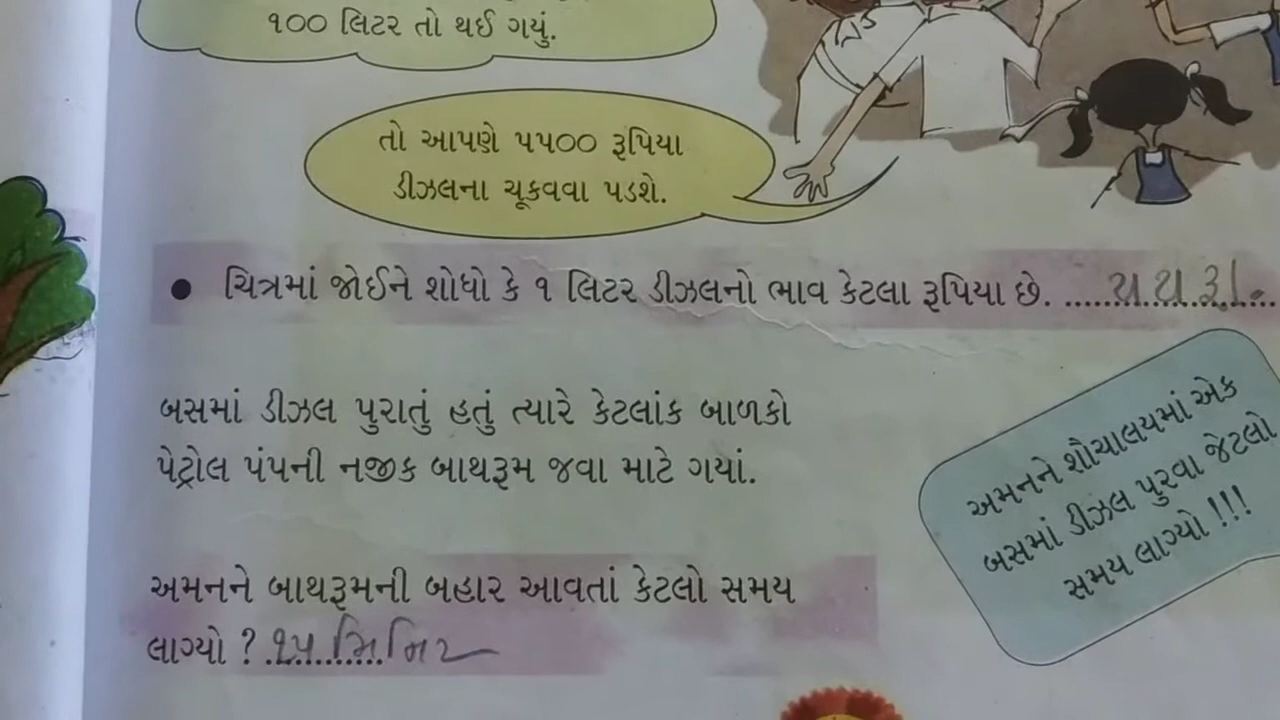 ૧૦૦ લિટર તો થઈ ગયું.
તો આપણે ૫૫૦૦ રૂપિયા
ડીઝલના ચૂકવવા પડશે.
• ચિત્રમાં જોઈને શોધો કે ૧ લિટર ડીઝલનો ભાવ કેટલા રૂપિયા છે. ......૫૫ રૂા.....
બસમાં ડીઝલ પુરાતું હતું ત્યારે કેટલાંક બાળકો
પેટ્રોલ પંપની નજીક બાથરૂમ જવા માટે ગયાં.
અમનને શૌચાલયમાં એક
બસમાં ડીઝલ પુરવા જેટલો
સમય લાગ્યો !!!
અમનને બાથરૂમની બહાર આવતાં કેટલો સમય
લાગ્યો ? ૧૫ મિનિટ